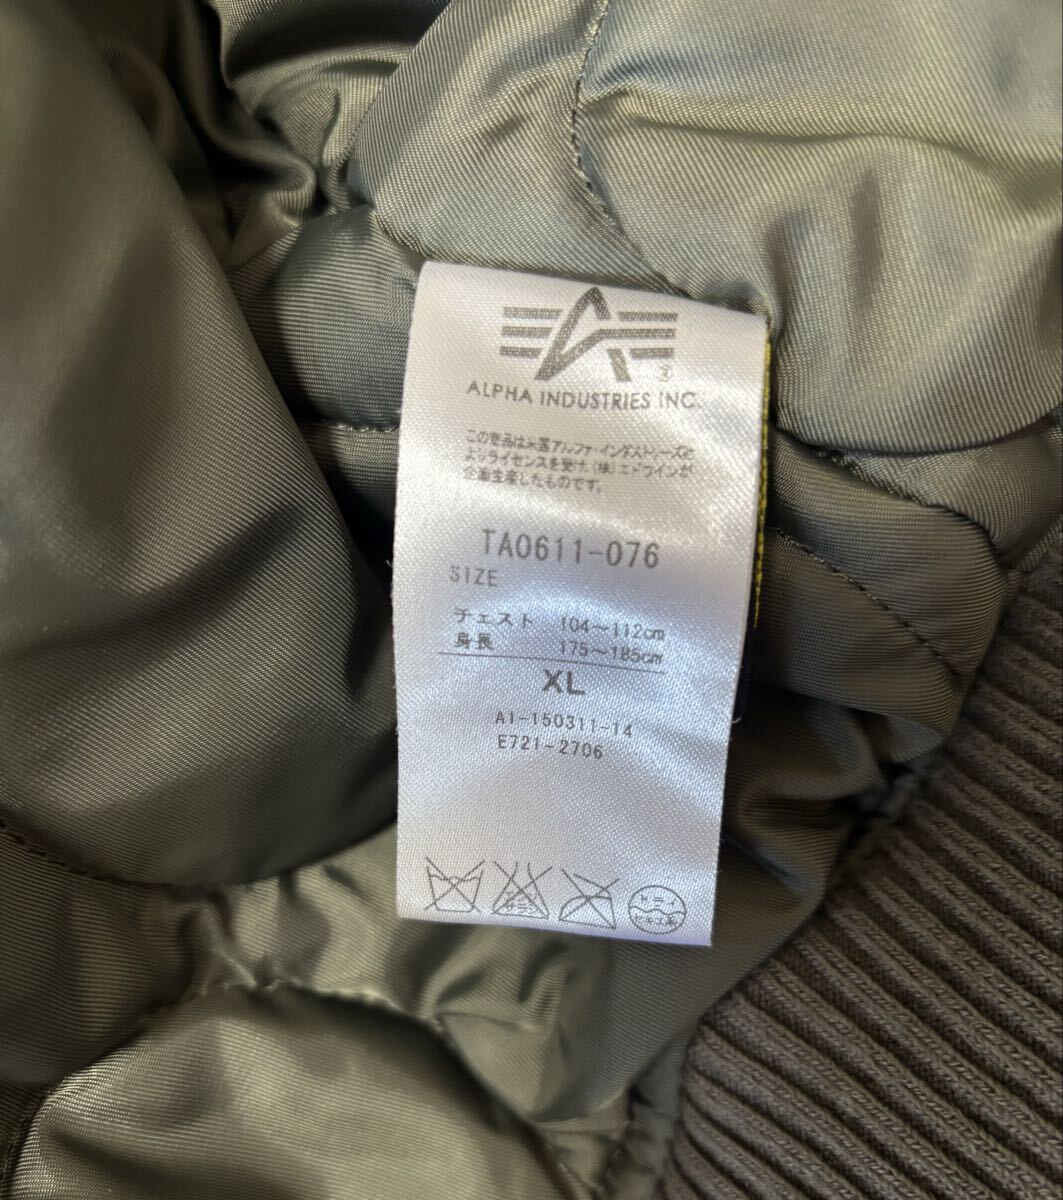 ALPHA INDUSTRIES INC.
この商品は米国アルファ・インダストリーズ社
よりライセンスを受け、(株)エドウインが
企画生産したものです。
TA0611-076
SIZE
チェスト 104~112cm
身長 175~185cm
XL
A1-150311-14
E721-2706